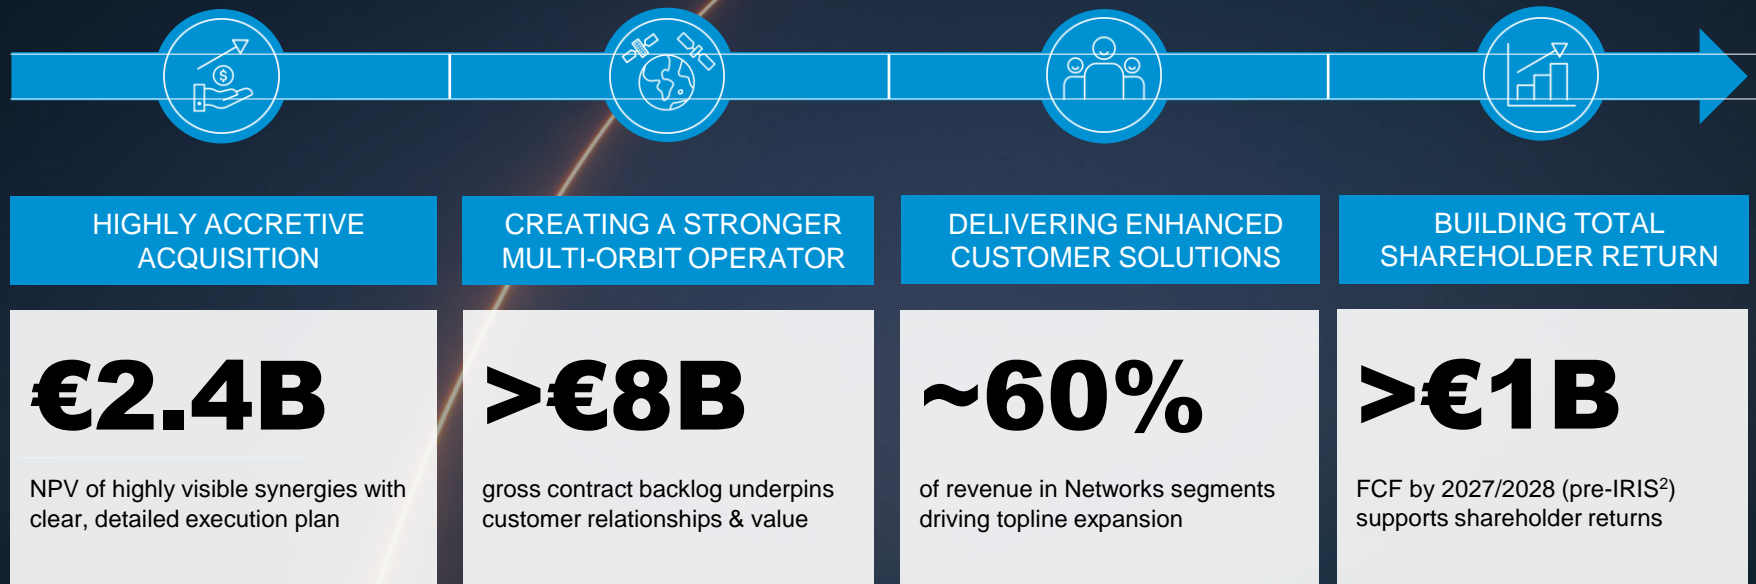 $
HIGHLY ACCRETIVE
ACQUISITION
€2.4B
NPV of highly visible synergies with
clear, detailed execution plan
CREATING A STRONGER
MULTI-ORBIT OPERATOR
>€8B
gross contract backlog underpins
customer relationships & value
DELIVERING ENHANCED
CUSTOMER SOLUTIONS
~60%
of revenue in Networks segments
driving topline expansion
BUILDING TOTAL
SHAREHOLDER RETURN
>€1B
FCF by 2027/2028 (pre-IRIS²)
supports shareholder returns